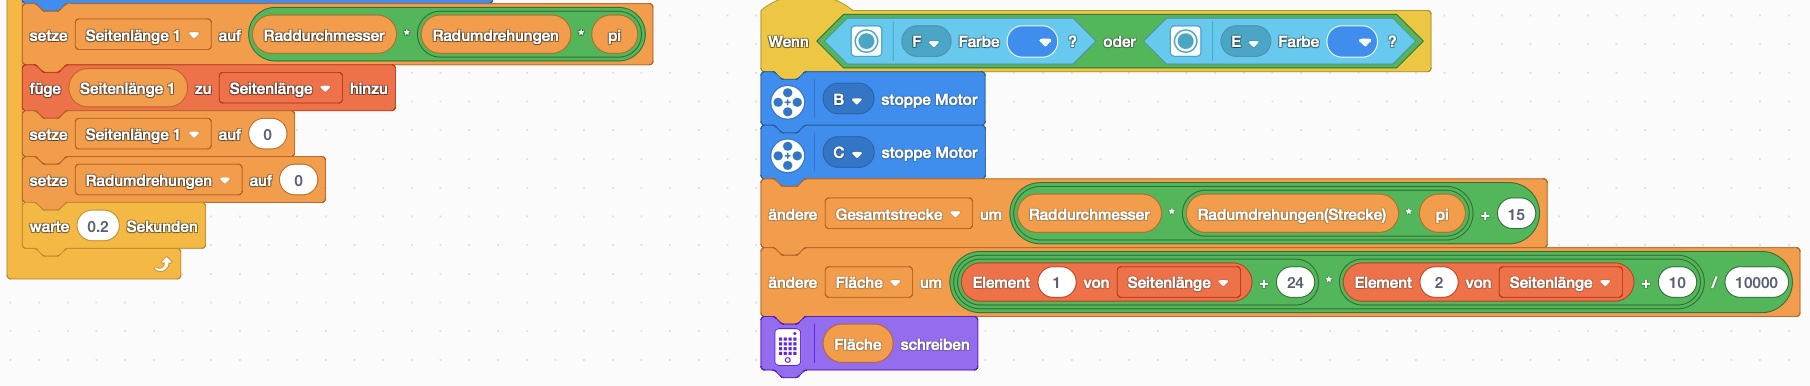 setze Seitenlänge 1 auf Raddurchmesser * Radumdrehungen * pi
füge Seitenlänge 1 zu Seitenlänge hinzu
setze Seitenlänge 1 auf 0
setze Radumdrehungen auf 0
warte 0.2 Sekunden
Wenn F Farbe ? oder E Farbe ?
B stoppe Motor
C stoppe Motor
ändere Gesamtstrecke um Raddurchmesser * Radumdrehungen(Strecke) * pi + 15
ändere Fläche um Element 1 von Seitenlänge + 24 * Element 2 von Seitenlänge + 10 / 10000
Fläche schreiben